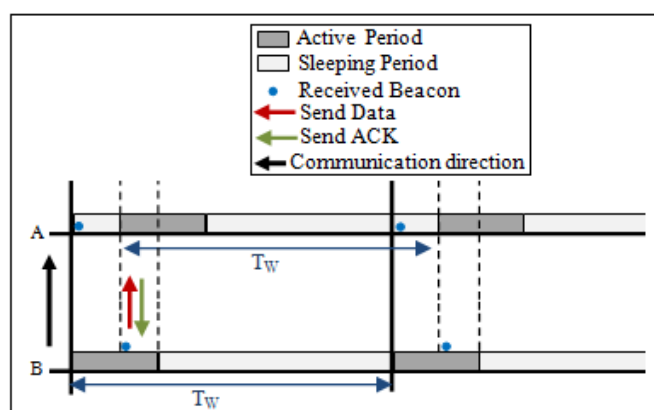 Active Period
Sleeping Period
Received Beacon
Send Data
Send ACK
Communication direction
A
TW
B
TW